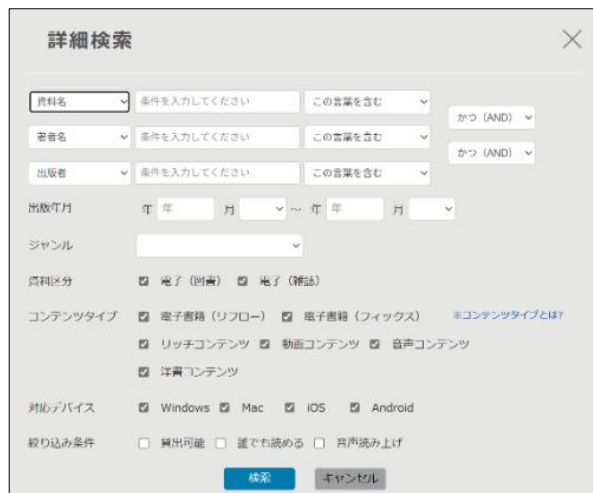 詳細検索
資料名 条件を入力してください この言葉を含む かつ (AND)
著者名 条件を入力してください この言葉を含む かつ (AND)
出版者 条件を入力してください この言葉を含む
出版年月 年 年 月 ~ 年 年 月
ジャンル
資料区分 電子 (図書) 電子 (雑誌)
コンテンツタイプ 電子書籍 (リフロー) 電子書籍 (フィックス) ※コンテンツタイプとは?
リッチコンテンツ 動画コンテンツ 音声コンテンツ
洋書コンテンツ
対応デバイス Windows Mac iOS Android
絞り込み条件 貸出可能 誰でも読める 音声読み上げ
検索 キャンセル